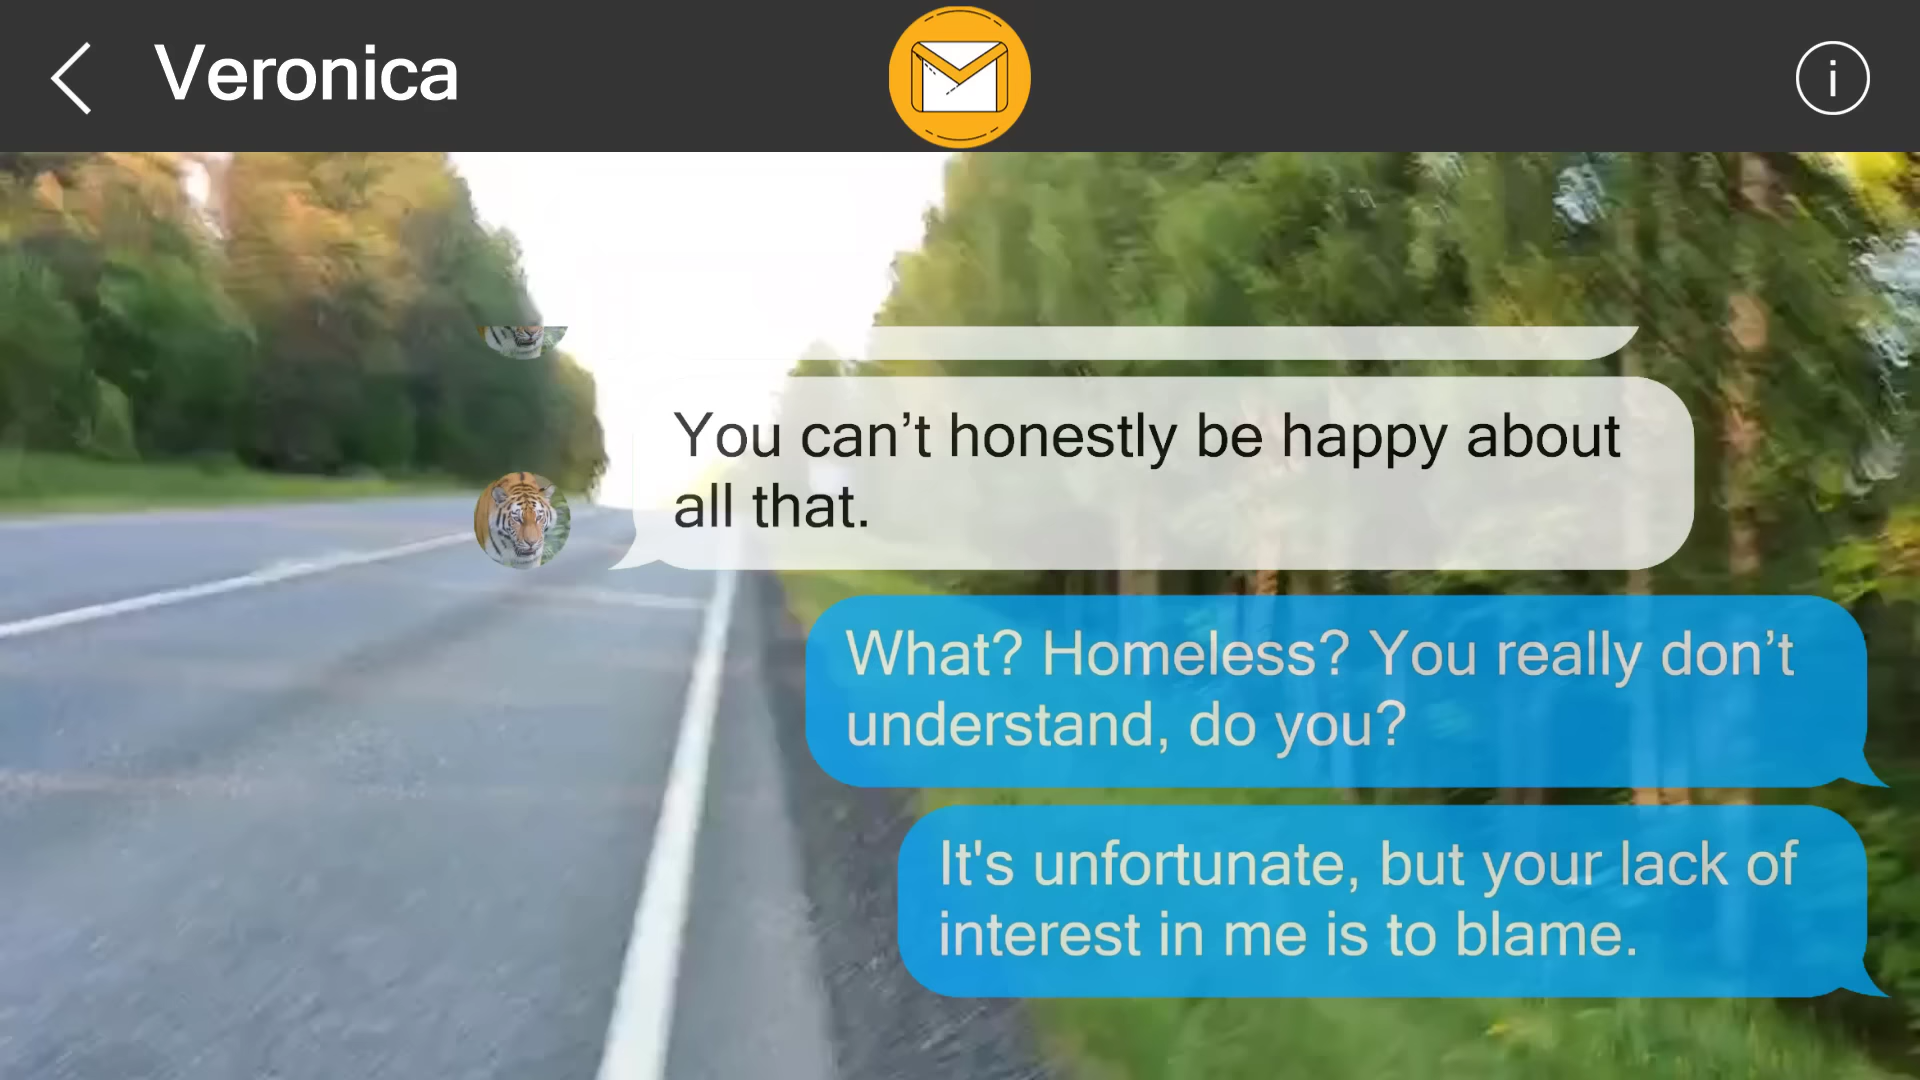 Veronica
i
You can’t honestly be happy about
all that.
What? Homeless? You really don’t
understand, do you?
It's unfortunate, but your lack of
interest in me is to blame.